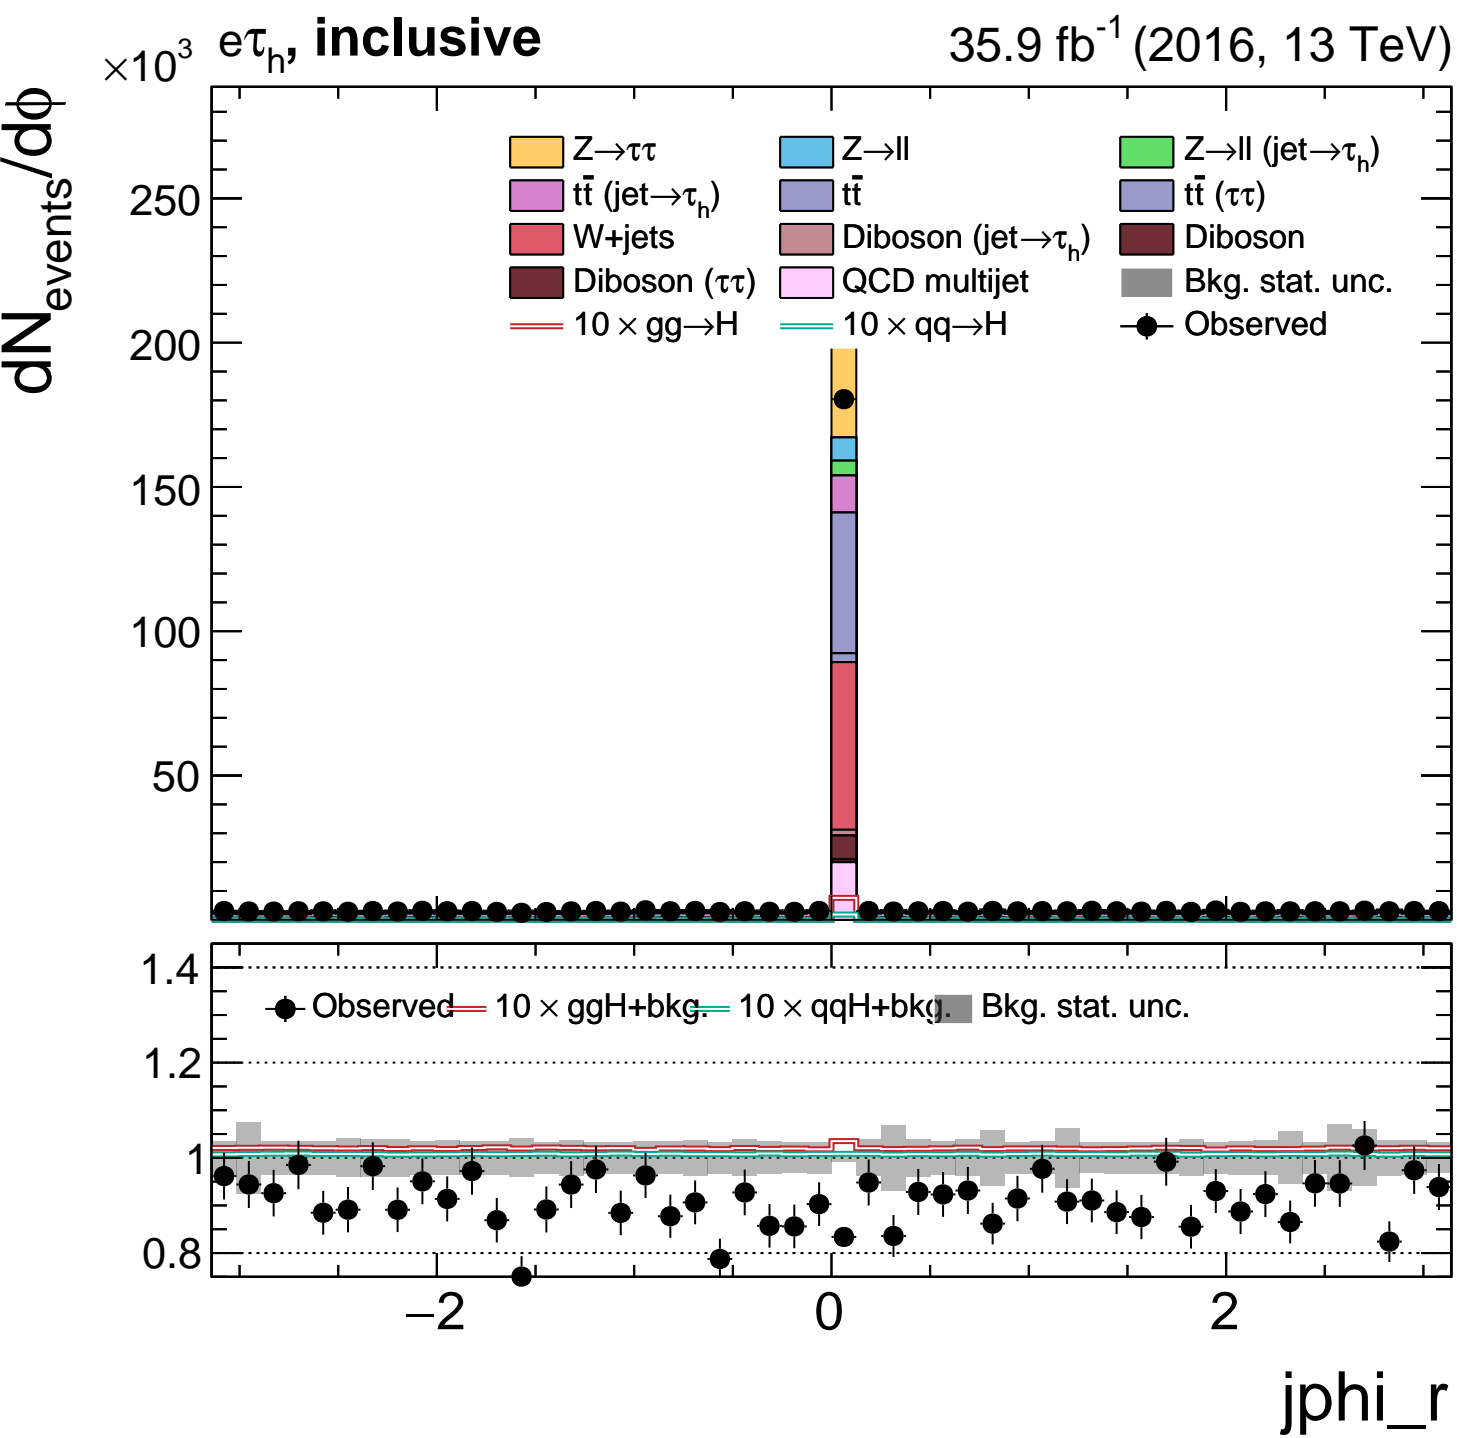 eτh, inclusive 35.9 fb-1 (2016, 13 TeV)
×10³
dNevents/dϕ
250
200
150
100
50
Z→ττ Z→ll Z→ll (jet→τh)
tt̄ (jet→τh) tt̄ tt̄ (ττ)
W+jets Diboson (jet→τh) Diboson
Diboson (ττ) QCD multijet Bkg. stat. unc.
10 × gg→H 10 × qq→H Observed
1.4
1.2
1
0.8
Observed 10 × ggH+bkg. 10 × qqH+bkg. Bkg. stat. unc.
−2 0 2
jphi_r